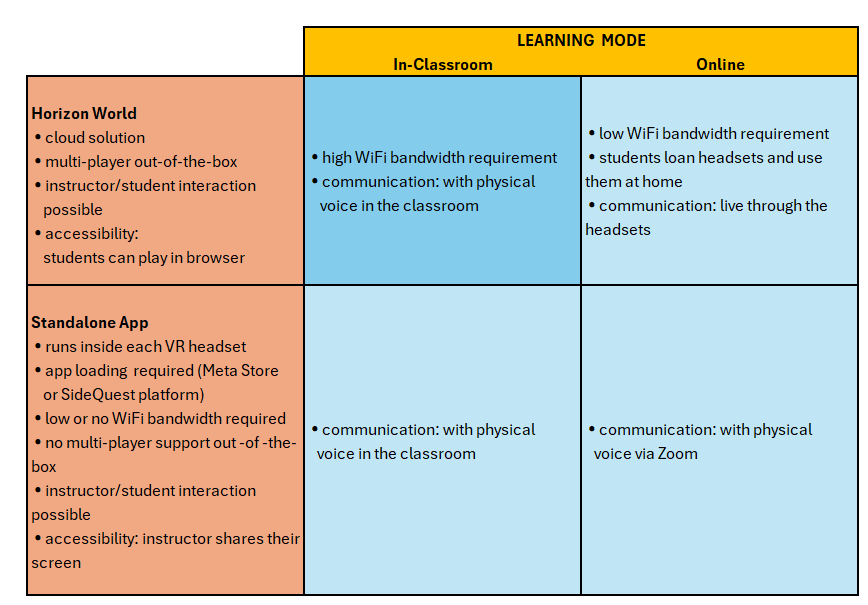 LEARNING MODE
In-Classroom
Online
Horizon World
• cloud solution
• multi-player out-of-the-box
• instructor/student interaction
possible
• accessibility:
students can play in browser
• high WiFi bandwidth requirement
• communication: with physical
voice in the classroom
• low WiFi bandwidth requirement
• students loan headsets and use
them at home
• communication: live through the
headsets
Standalone App
• runs inside each VR headset
• app loading required (Meta Store
or SideQuest platform)
• low or no WiFi bandwidth required
• no multi-player support out -of -the-
box
• instructor/student interaction
possible
• accessibility: instructor shares their
screen
• communication: with physical
voice in the classroom
• communication: with physical
voice via Zoom